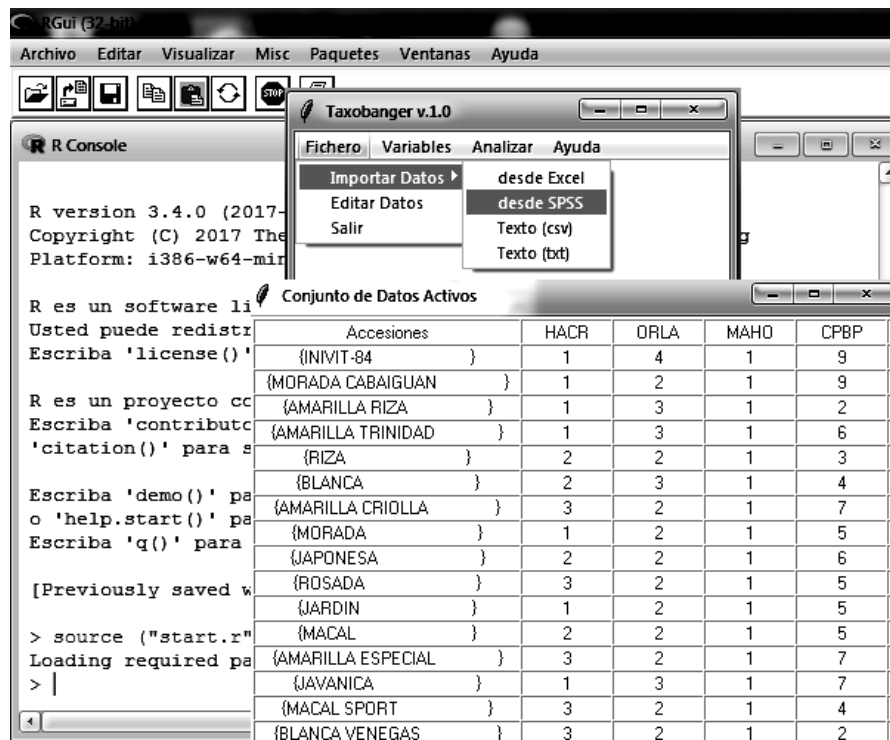 RGui (32-bit)
Archivo Editar Visualizar Misc Paquetes Ventanas Ayuda
STOP
Taxobanger v.1.0
Fichero Variables Analizar Ayuda
Importar Datos
Editar Datos
Salir
desde Excel
desde SPSS
Texto (csv)
Texto (txt)
R Console
R version 3.4.0 (2017-
Copyright (C) 2017 The g
Platform: i386-w64-min
R es un software li
Usted puede redistr
Escriba 'license()'
R es un proyecto co
Escriba 'contributo
'citation()' para s
Escriba 'demo()' pa
o 'help.start()' pa
Escriba 'q()' para
[Previously saved w
> source ("start.r"
Loading required pa
>
Conjunto de Datos Activos
Accesiones HACR ORLA MAHO CPBP
{INIVIT-84 } 1 4 1 9
{MORADA CABAIGUAN } 1 2 1 9
{AMARILLA RIZA } 1 3 1 2
{AMARILLA TRINIDAD } 1 3 1 6
{RIZA } 2 2 1 3
{BLANCA } 2 3 1 4
{AMARILLA CRIOLLA } 3 2 1 7
{MORADA } 1 2 1 5
{JAPONESA } 2 2 1 6
{ROSADA } 3 2 1 5
{JARDIN } 1 2 1 5
{MACAL } 2 2 1 5
{AMARILLA ESPECIAL } 3 2 1 7
{JAVANICA } 1 3 1 7
{MACAL SPORT } 3 2 1 4
{BLANCA VENEGAS } 3 2 1 2